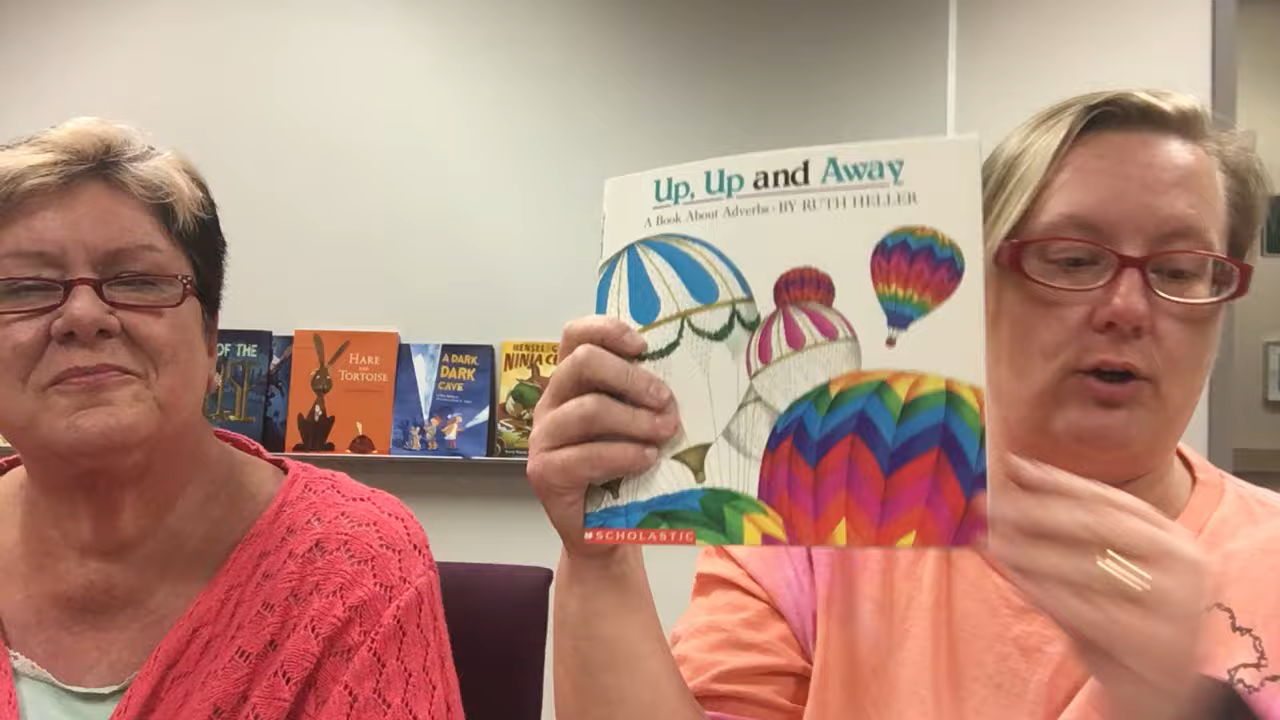 Up, Up and Away
A Book About Adverbs · BY RUTH HELLER
SCHOLASTIC
OF THE
HARE
AND
TORTOISE
A DARK,
DARK
CAVE
NINJA